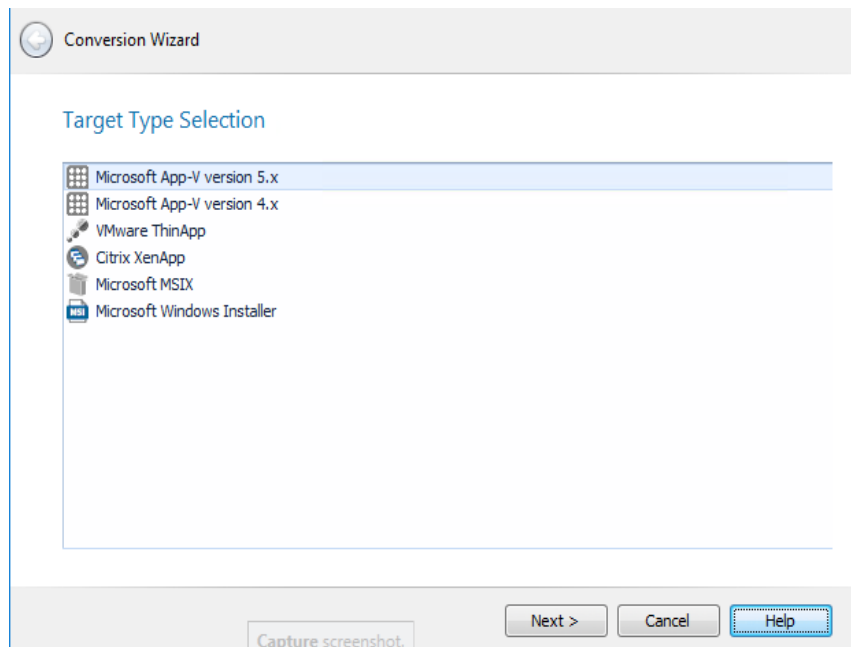 Conversion Wizard
Target Type Selection
Microsoft App-V version 5.x
Microsoft App-V version 4.x
VMware ThinApp
Citrix XenApp
Microsoft MSIX
MSI Microsoft Windows Installer
Next > Cancel Help
Capture screenshot.